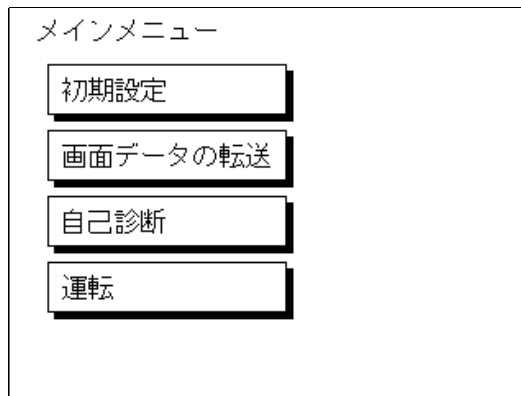 メインメニュー
初期設定
画面データの転送
自己診断
運転